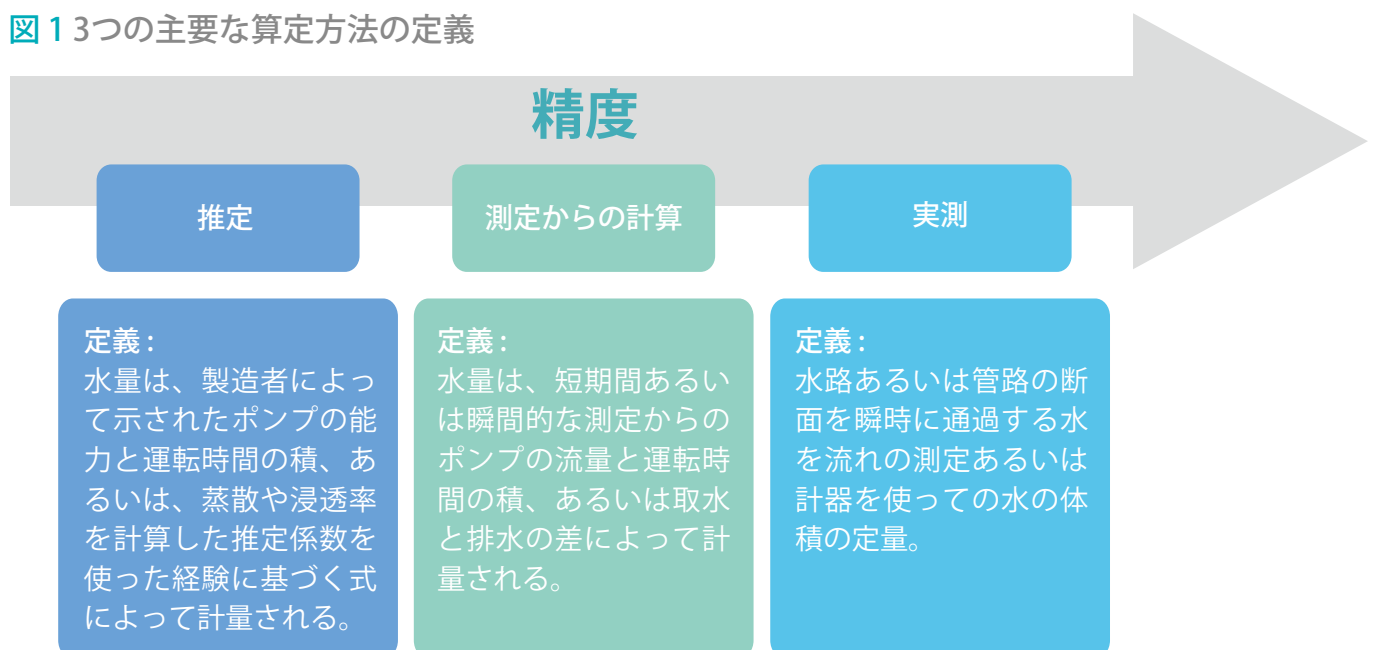 図 1 3つの主要な算定方法の定義
精度
推定
測定からの計算
実測
定義 :
水量は、製造者によっ
て示されたポンプの能
力と運転時間の積、あ
るいは、蒸散や浸透率
を計算した推定係数を
使った経験に基づく式
によって計量される。
定義 :
水量は、短期間あるい
は瞬間的な測定からの
ポンプの流量と運転時
間の積、あるいは取水
と排水の差によって計
量される。
定義 :
水路あるいは管路の断
面を瞬時に通過する水
を流れの測定あるいは
計器を使っての水の体
積の定量。